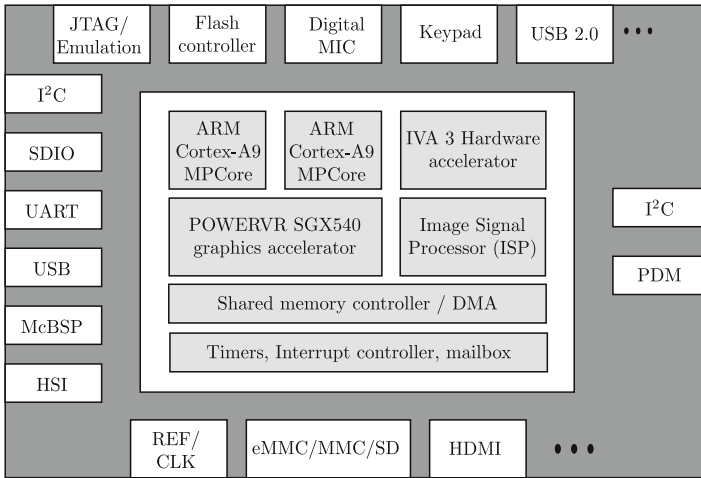 JTAG/
Emulation
Flash
controller
Digital
MIC
Keypad
USB 2.0
I²C
SDIO
UART
USB
McBSP
HSI
ARM
Cortex-A9
MPCore
ARM
Cortex-A9
MPCore
IVA 3 Hardware
accelerator
POWERVR SGX540
graphics accelerator
Image Signal
Processor (ISP)
Shared memory controller / DMA
Timers, Interrupt controller, mailbox
I²C
PDM
REF/
CLK
eMMC/MMC/SD
HDMI